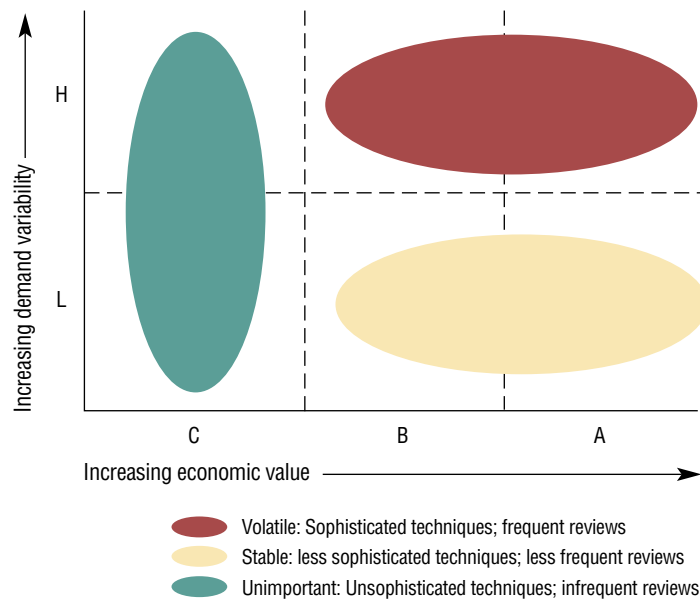 Increasing demand variability
H
L
C B A
Increasing economic value
Volatile: Sophisticated techniques; frequent reviews
Stable: less sophisticated techniques; less frequent reviews
Unimportant: Unsophisticated techniques; infrequent reviews